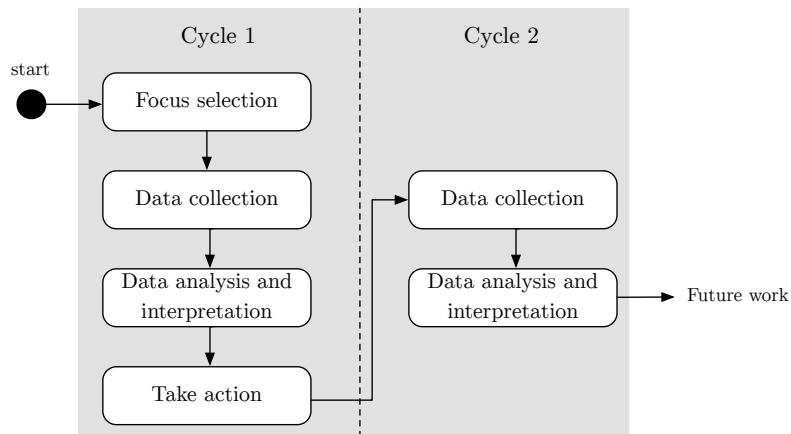 Cycle 1
Cycle 2
start
Focus selection
Data collection
Data analysis and
interpretation
Take action
Data collection
Data analysis and
interpretation
Future work